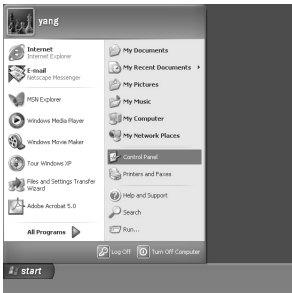 yang
Internet
Internet Explorer
E-mail
Netscape Messenger
MSN Explorer
Windows Media Player
Windows Movie Maker
Tour Windows XP
Files and Settings Transfer
Wizard
Adobe Acrobat 5.0
All Programs
My Documents
My Recent Documents
My Pictures
My Music
My Computer
My Network Places
Control Panel
Printers and Faxes
Help and Support
Search
Run...
Log Off
Turn Off Computer
start